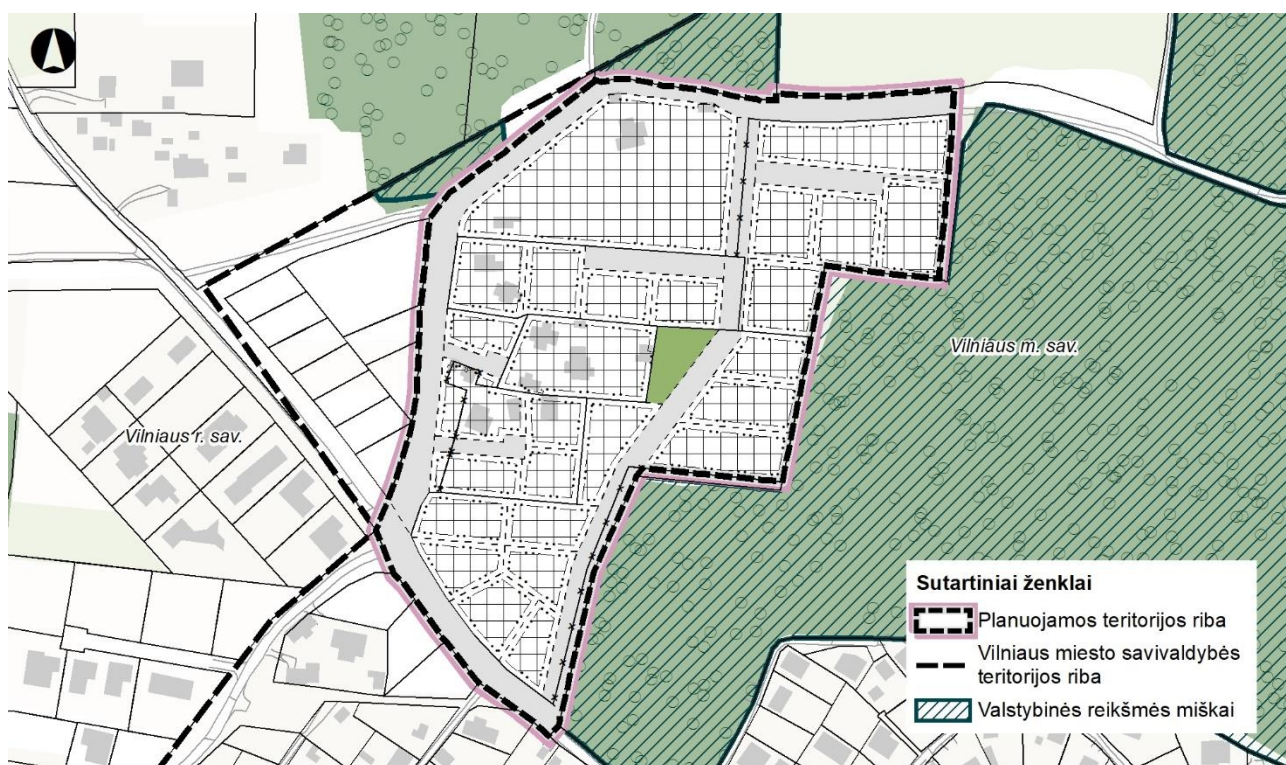 Vilniaus m. sav.
Vilniaus r. sav.
Sutartiniai ženklai
Planuojamos teritorijos riba
Vilniaus miesto savivaldybės
teritorijos riba
Valstybinės reikšmės miškai